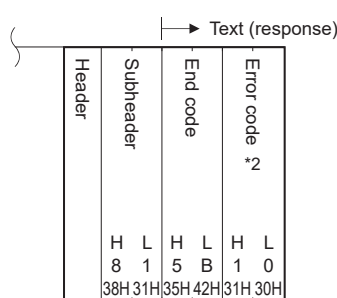 Text (response)
Header
Subheader
End code
Error code
*2
H L H L H L
8 1 5 B 1 0
38H 31H 35H 42H 31H 30H